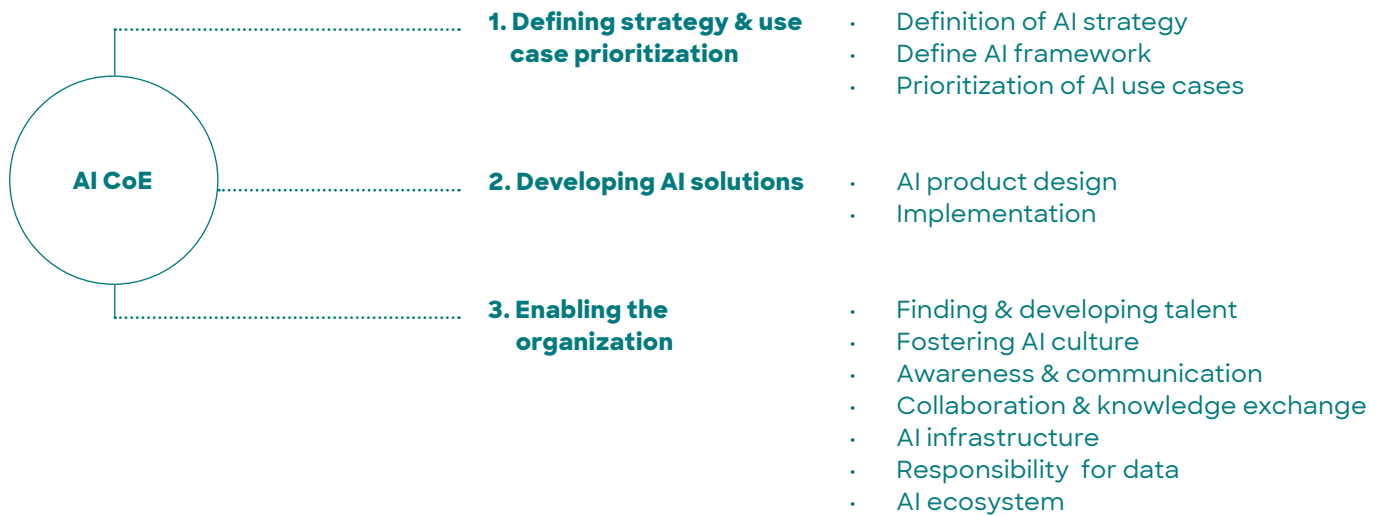 AI CoE
1. Defining strategy & use
case prioritization
· Definition of AI strategy
· Define AI framework
· Prioritization of AI use cases
2. Developing AI solutions
· AI product design
· Implementation
3. Enabling the
organization
· Finding & developing talent
· Fostering AI culture
· Awareness & communication
· Collaboration & knowledge exchange
· AI infrastructure
· Responsibility for data
· AI ecosystem